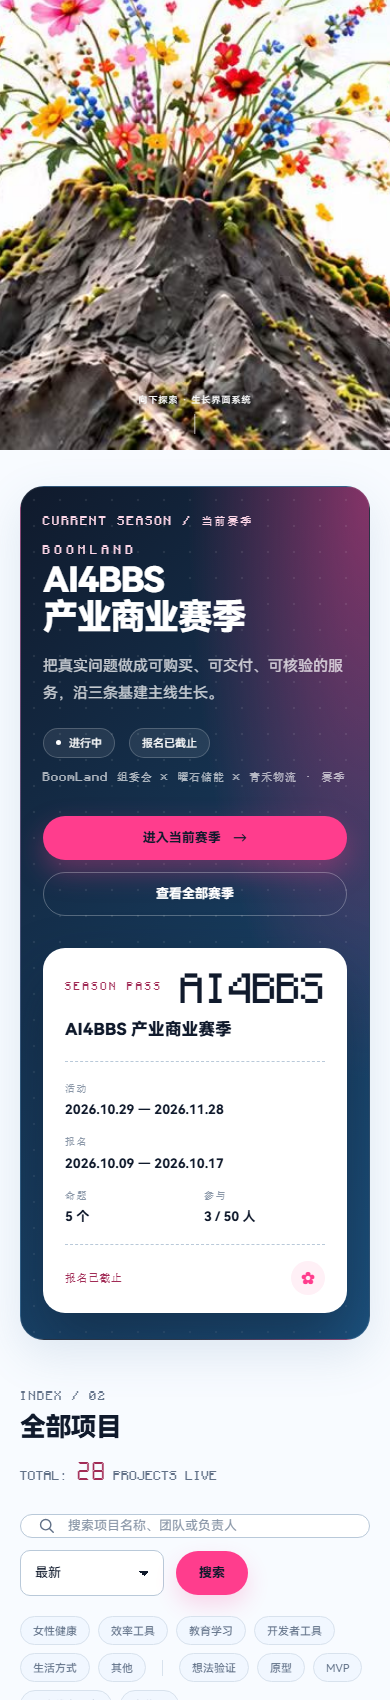 向下探索 · 生长界面系统
CURRENT SEASON / 当前赛季
BOOMLAND
AI4BBS
产业商业赛季
把真实问题做成可购买、可交付、可核验的服
务，沿三条基建主线生长。
进行中 报名已截止
BoomLand 组委会 × 曜石储能 × 青禾物流 · 赛季
进入当前赛季 →
查看全部赛季
SEASON PASS AI4BBS
AI4BBS 产业商业赛季
活动
2026.10.29 — 2026.11.28
报名
2026.10.09 — 2026.10.17
命题 参与
5 个 3 / 50 人
报名已截止
INDEX / 02
全部项目
TOTAL: 28 PROJECTS LIVE
搜索项目名称、团队或负责人
最新 搜索
女性健康 效率工具 教育学习 开发者工具
生活方式 其他 想法验证 原型 MVP